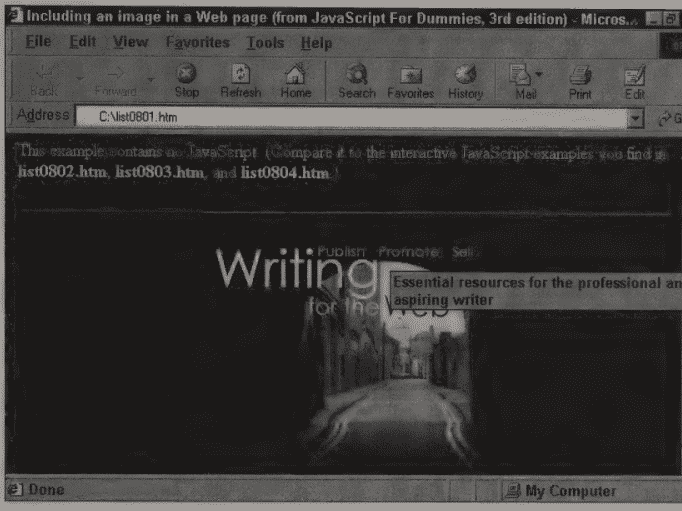 Including an image in a Web page (from JavaScript For Dummies, 3rd edition) - Micros...
File Edit View Favorites Tools Help
Back Forward Stop Refresh Home Search Favorites History Mail Print Edit
Address C:\list0801.htm
This example contains no JavaScript. (Compare it to the interactive JavaScript examples you find in
list0802.htm, list0803.htm, and list0804.htm.)
Publish Promote Sell
Writing
Essential resources for the professional an
aspiring writer
for the Web
Done My Computer